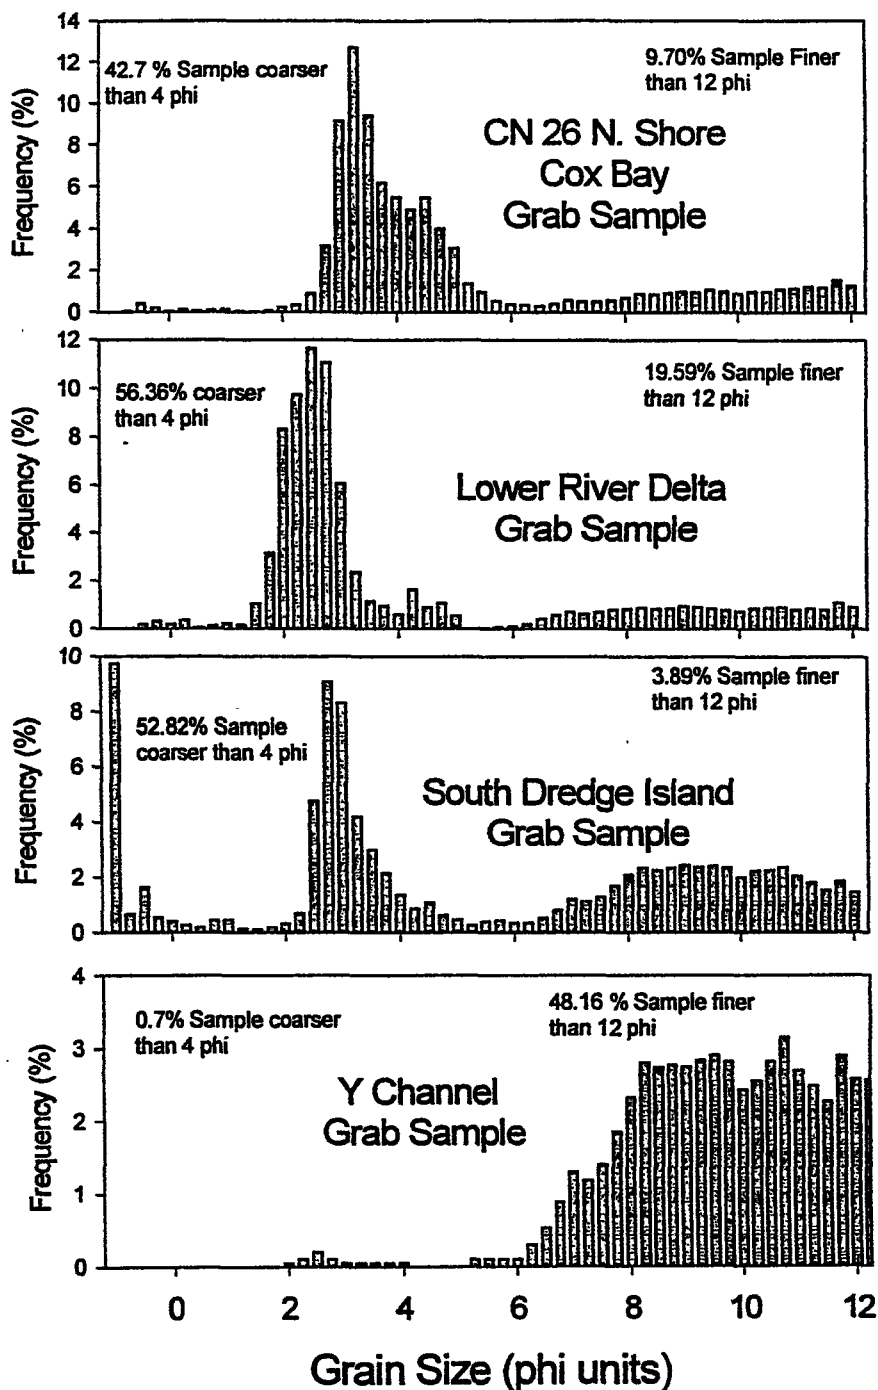 14
12
10
8
6
4
2
0
Frequency (%)
42.7 % Sample coarser
than 4 phi
9.70% Sample Finer
than 12 phi
CN 26 N. Shore
Cox Bay
Grab Sample
12
10
8
6
4
2
0
Frequency (%)
56.36% coarser
than 4 phi
19.59% Sample finer
than 12 phi
Lower River Delta
Grab Sample
10
8
6
4
2
0
Frequency (%)
52.82% Sample
coarser than 4 phi
3.89% Sample finer
than 12 phi
South Dredge Island
Grab Sample
4
3
2
1
0
Frequency (%)
0.7% Sample coarser
than 4 phi
48.16 % Sample finer
than 12 phi
Y Channel
Grab Sample
0 2 4 6 8 10 12
Grain Size (phi units)